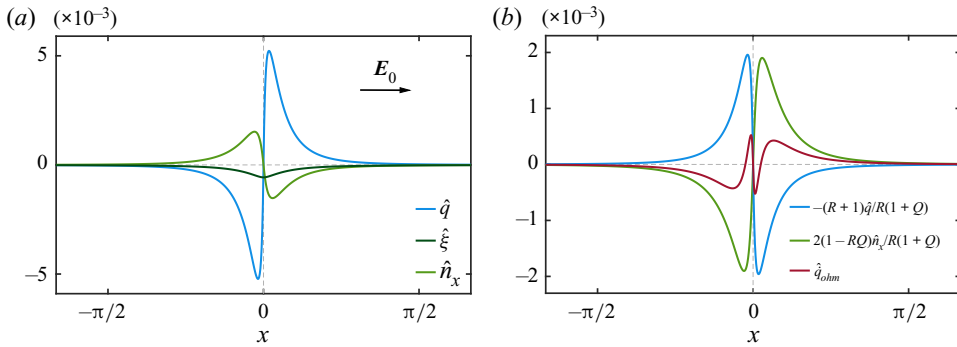 (a) (×10⁻³)
5
0
−5
E₀
q̂
ξ̂
n̂ₓ
−π/2 0 π/2
x
(b) (×10⁻³)
2
1
0
−1
−2
−(R + 1)q̂/R(1 + Q)
2(1 − RQ)n̂ₓ/R(1 + Q)
q̂̇ₒₕₘ
−π/2 0 π/2
x